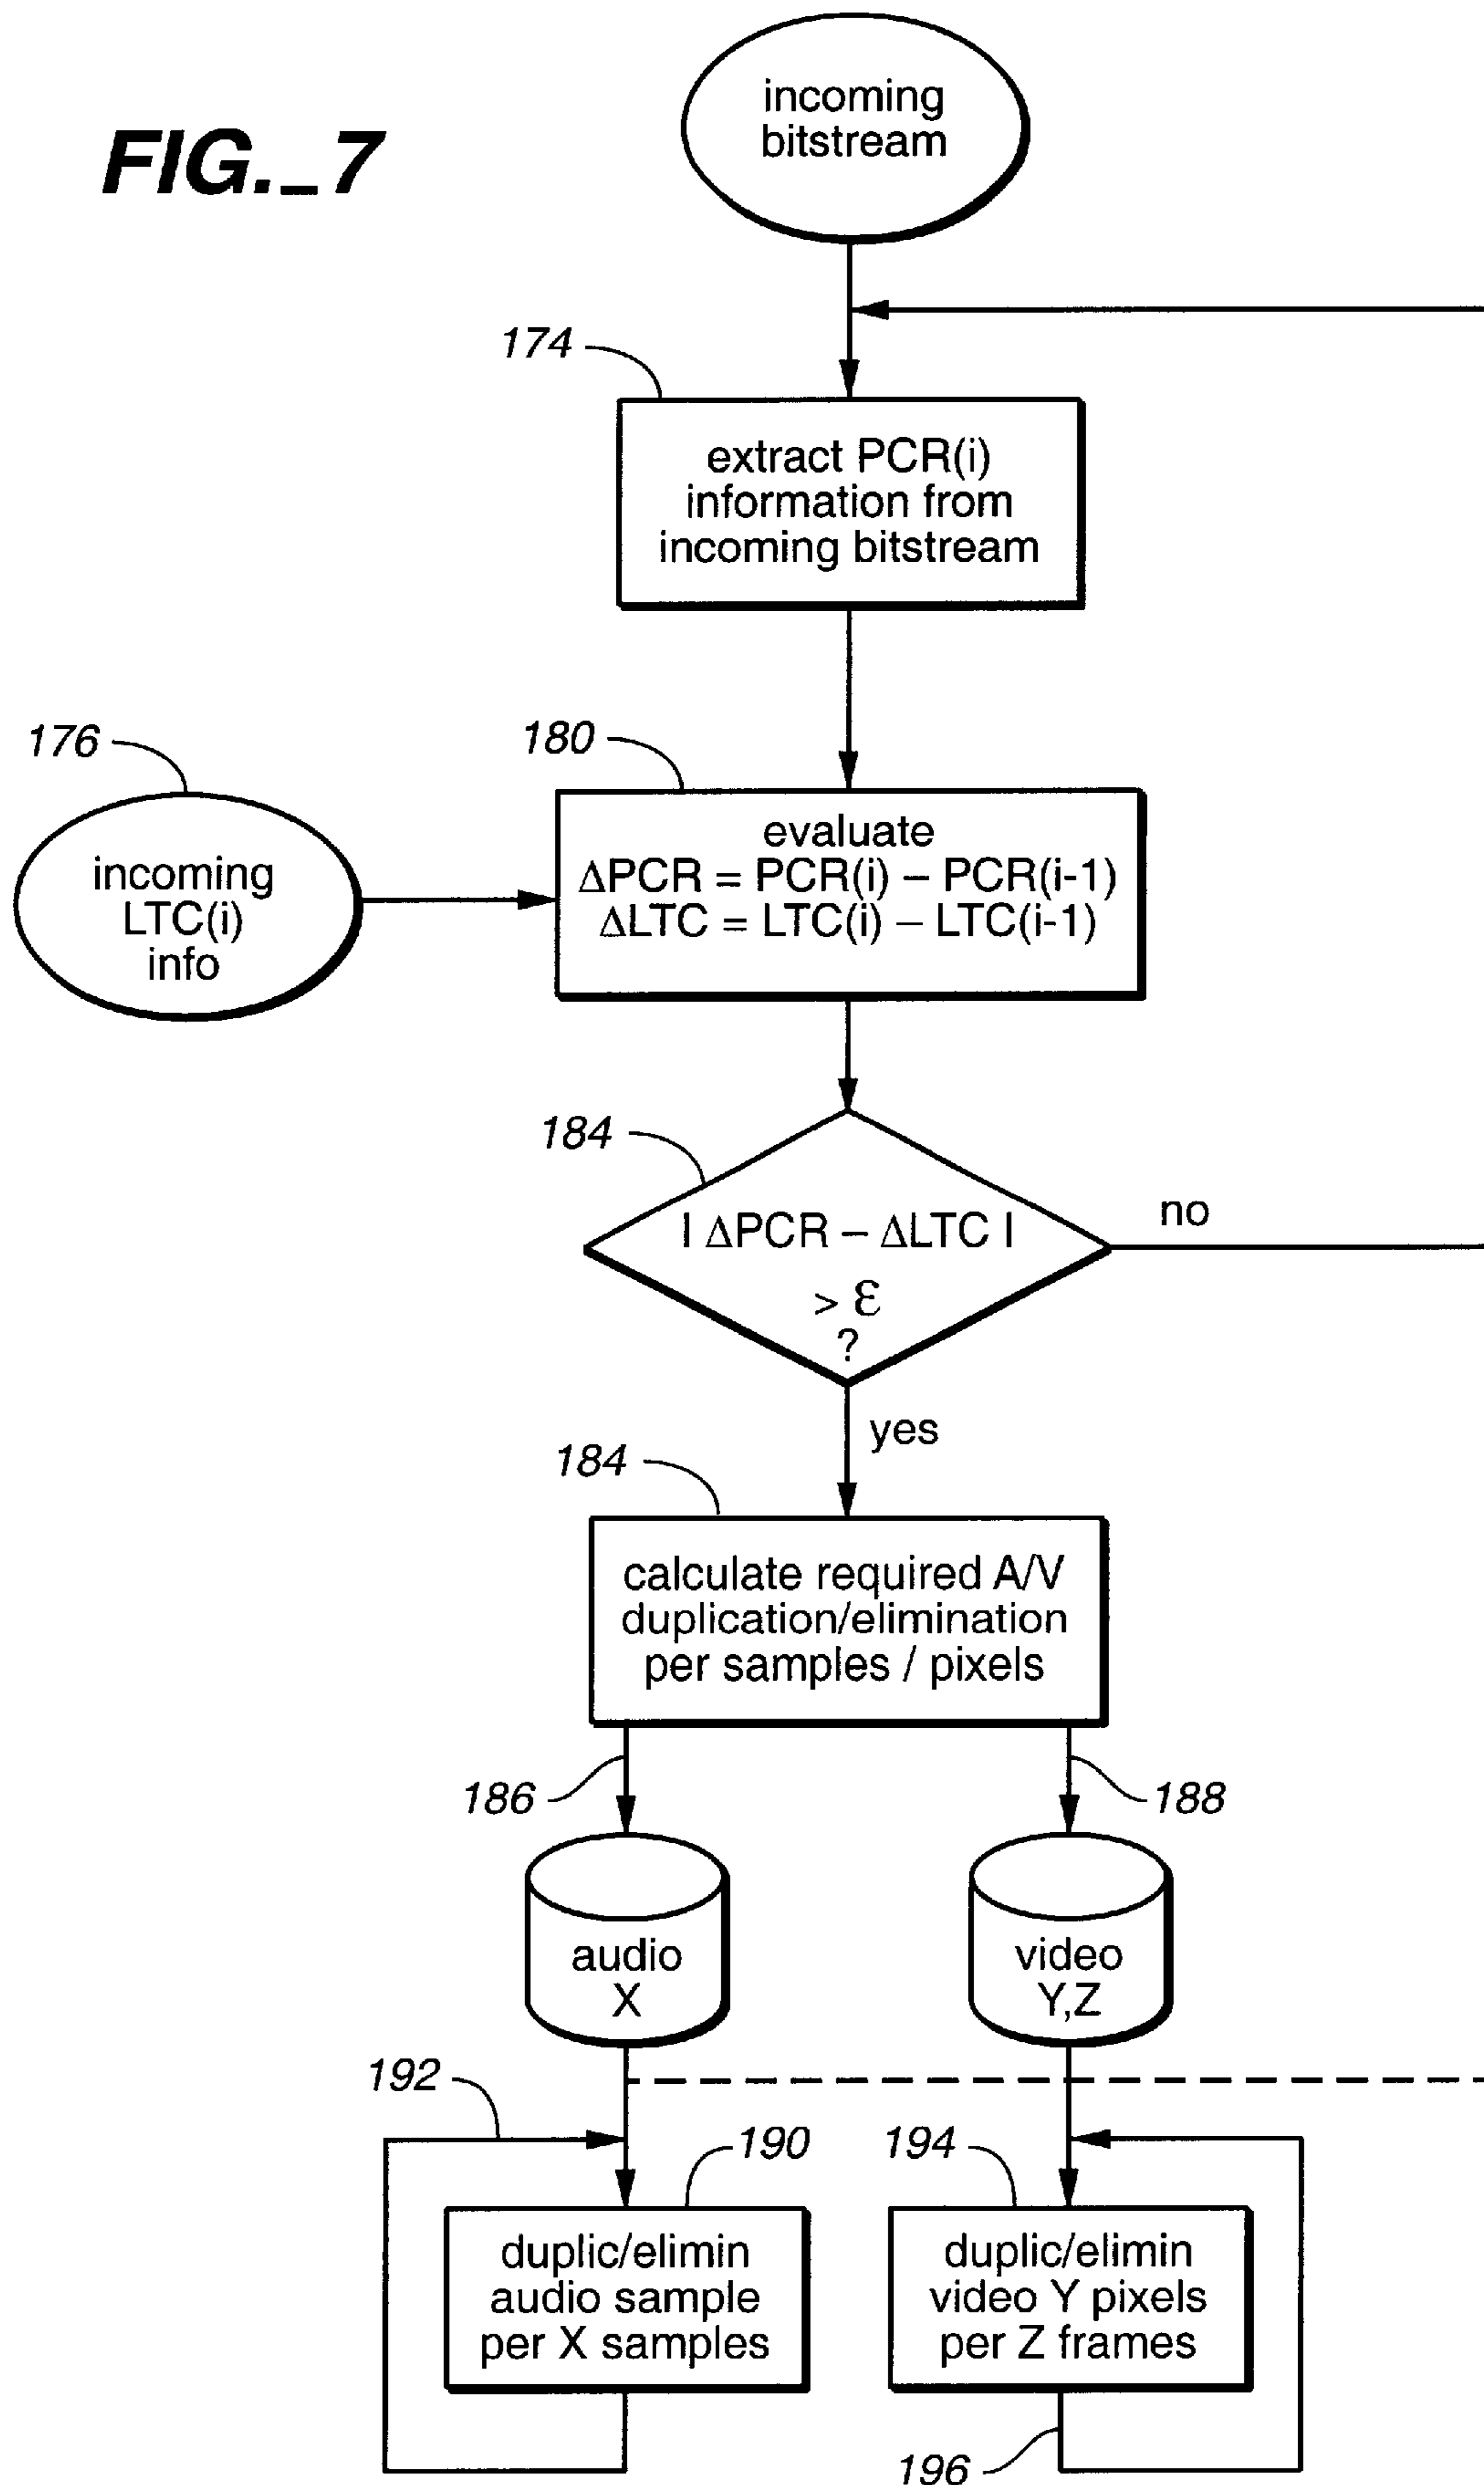 FIG._7
incoming
bitstream
174
extract PCR(i)
information from
incoming bitstream
176
incoming
LTC(i)
info
180
evaluate
ΔPCR = PCR(i) – PCR(i-1)
ΔLTC = LTC(i) – LTC(i-1)
184
| ΔPCR – ΔLTC |
> ε
?
no
yes
184
calculate required A/V
duplication/elimination
per samples / pixels
186
188
audio
X
video
Y,Z
192
190
194
duplic/elimin
audio sample
per X samples
duplic/elimin
video Y pixels
per Z frames
196